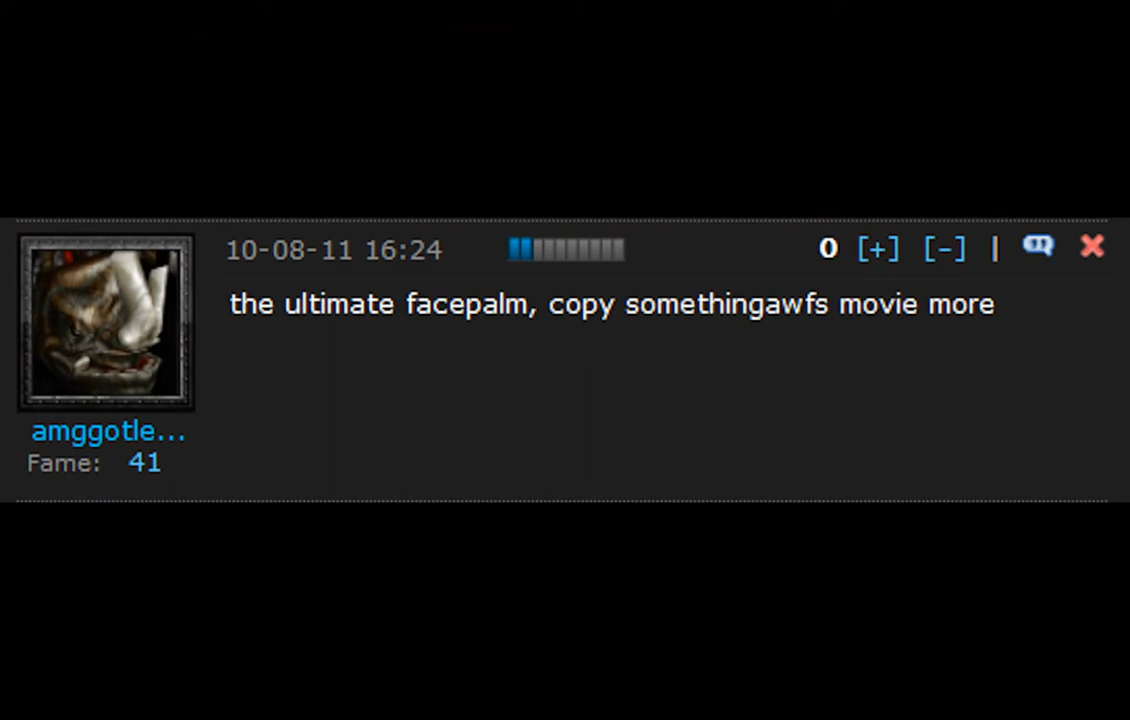 10-08-11 16:24 0 [+] [-] |
the ultimate facepalm, copy somethingawfs movie more
amggotle...
Fame: 41